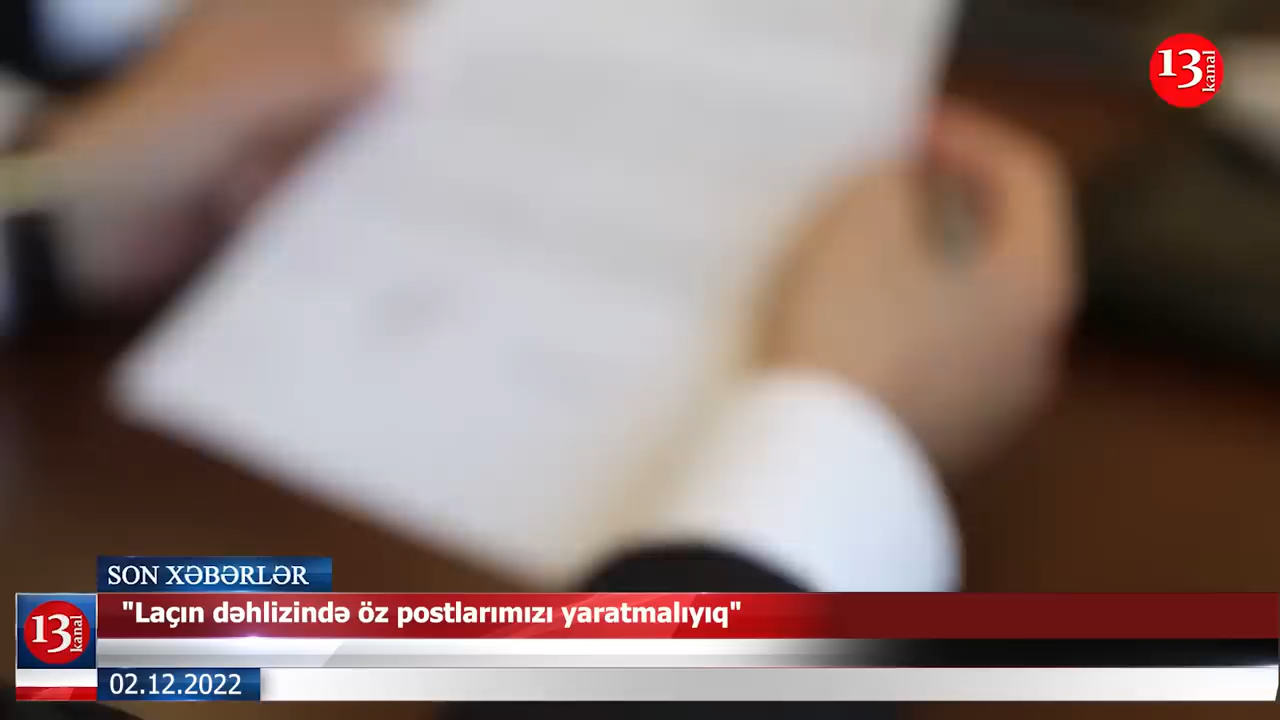 13 kanal
SON XƏBƏRLƏR
"Laçın dəhlizində öz postlarımızı yaratmalıyıq"
13 kanal
02.12.2022